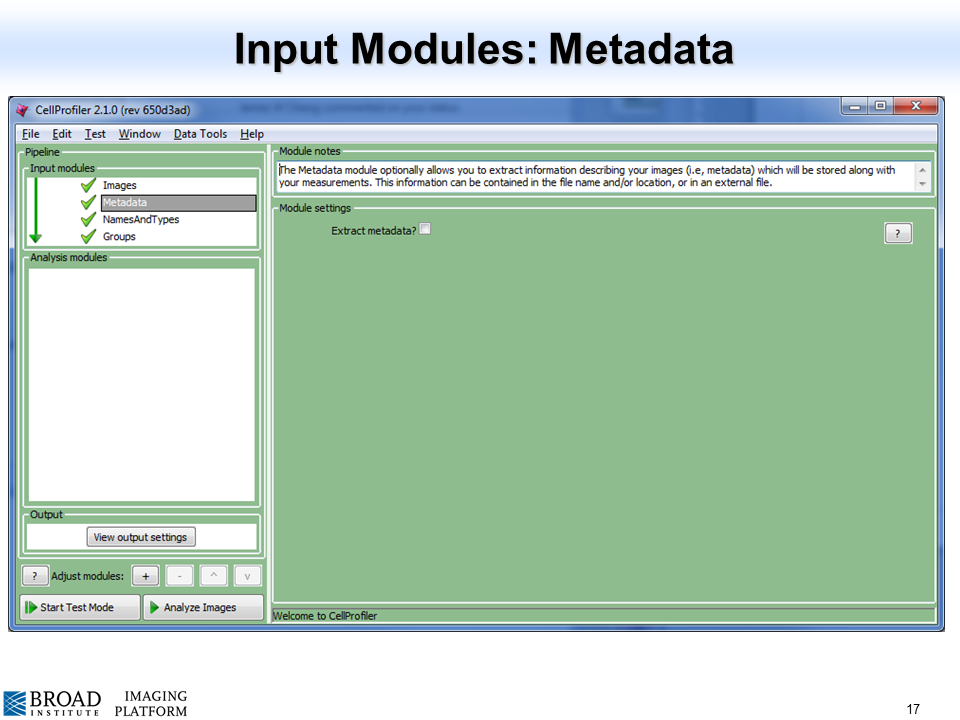 Input Modules: Metadata
CellProfiler 2.1.0 (rev 650d3ad)
File Edit Test Window Data Tools Help
Pipeline
Input modules
Images
Metadata
NamesAndTypes
Groups
Analysis modules
Output
View output settings
? Adjust modules: + - ^ v
Start Test Mode Analyze Images
Module notes
The Metadata module optionally allows you to extract information describing your images (i.e, metadata) which will be stored along with
your measurements. This information can be contained in the file name and/or location, or in an external file.
Module settings
Extract metadata? ?
Welcome to CellProfiler
BROAD
INSTITUTE
IMAGING
PLATFORM
17